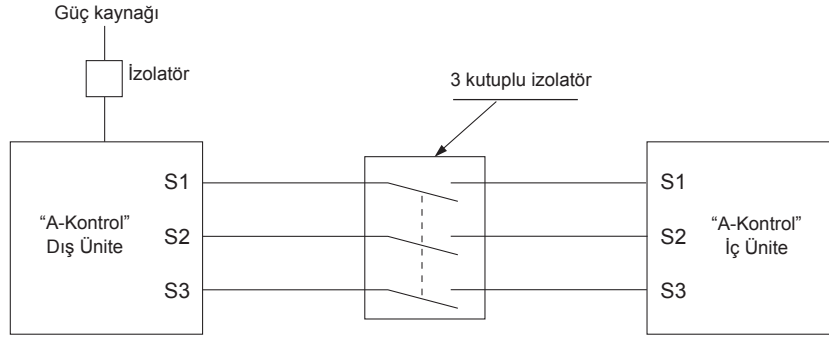 Güç kaynağı
İzolatör
3 kutuplu izolatör
S1
S1
“A-Kontrol”
Dış Ünite
S2
S2
“A-Kontrol”
İç Ünite
S3
S3